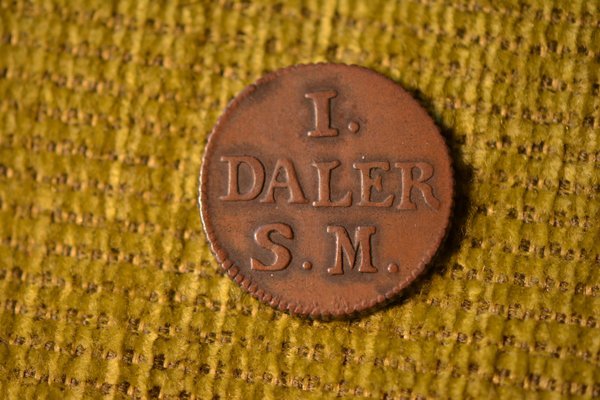 I.
DALER
S. M.